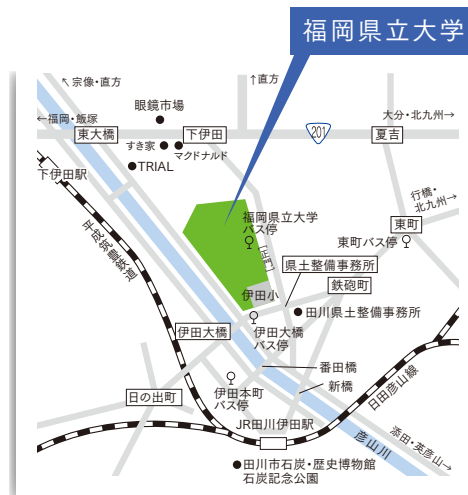 福岡県立大学
↖宗像・直方
↑直方
眼鏡市場
←福岡・飯塚
大分・北九州→
東大橋
下伊田
201
夏吉
すき家
マクドナルド
TRIAL
下伊田駅
行橋・
北九州→
福岡県立大学
バス停
東町
東町バス停
平成筑豊鉄道
正門
県土整備事務所
鉄砲町
伊田小
田川県土整備事務所
伊田大橋
伊田大橋
バス停
番田橋
日田彦山線
伊田本町
バス停
新橋
日の出町
JR田川伊田駅
添田・英彦山→
彦山川
田川市石炭・歴史博物館
石炭記念公園